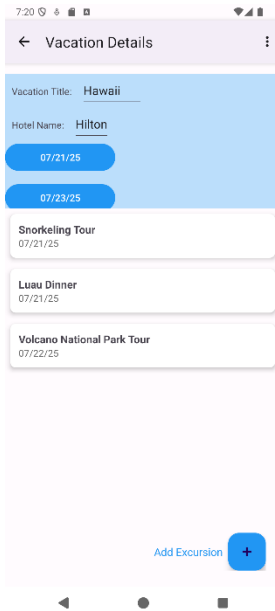 7:20
Vacation Details
Vacation Title: Hawaii
Hotel Name: Hilton
07/21/25
07/23/25
Snorkeling Tour
07/21/25
Luau Dinner
07/21/25
Volcano National Park Tour
07/22/25
Add Excursion +